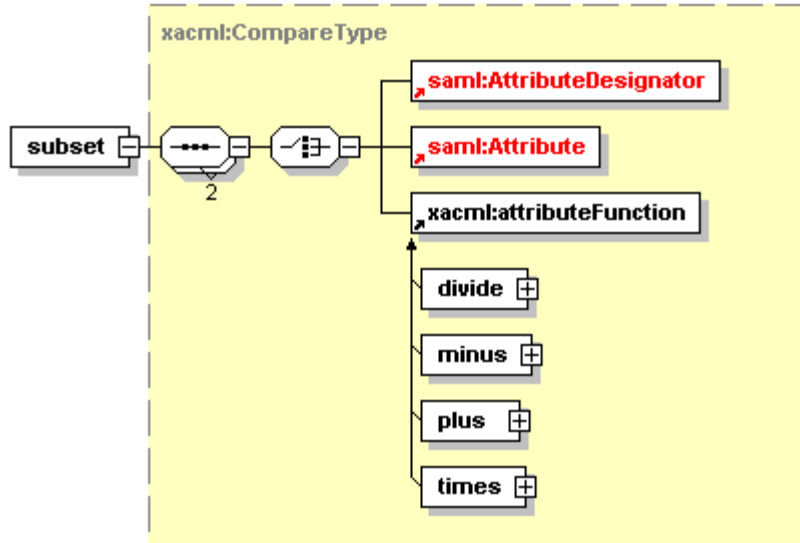 xacml:CompareType
saml:AttributeDesignator
subset
saml:Attribute
2
xacml:attributeFunction
divide
minus
plus
times